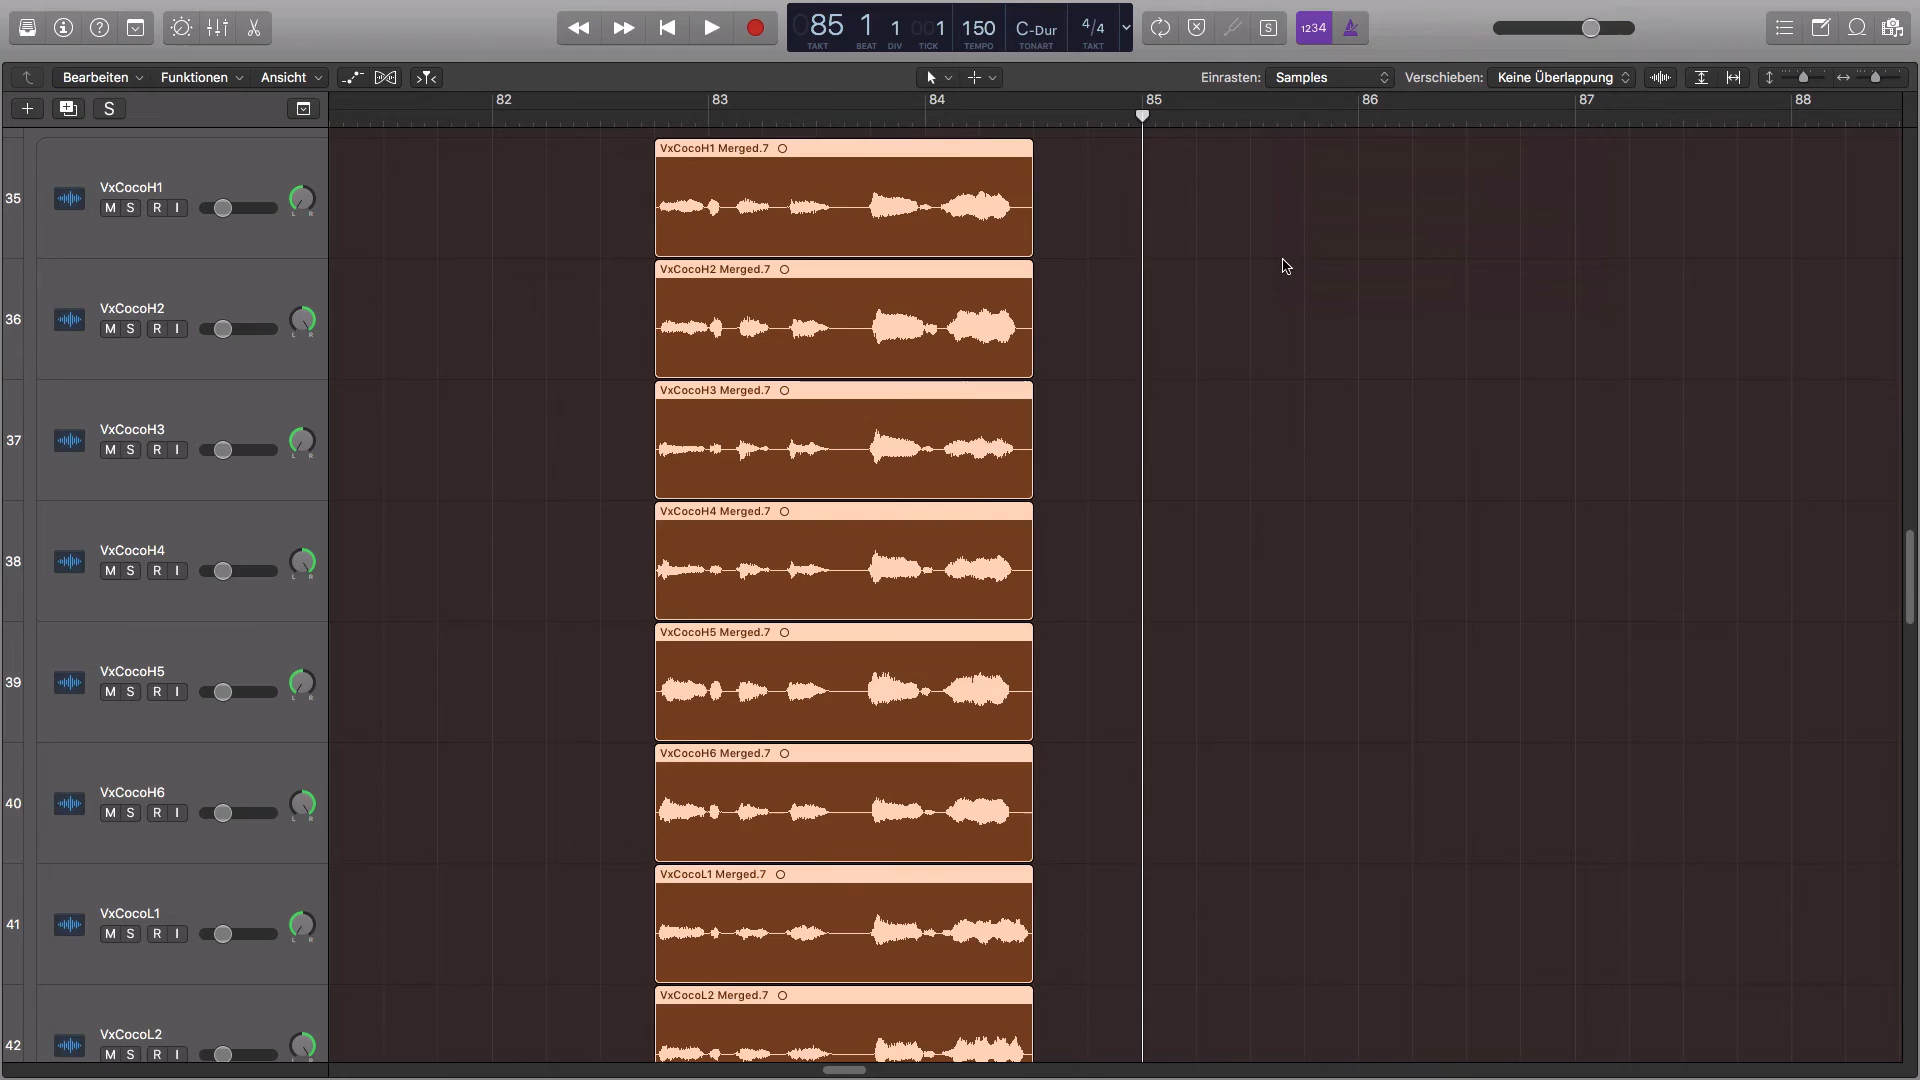 085 1 1 001 150 C-Dur 4/4
TAKT BEAT DIV TICK TEMPO TONART TAKT
S 1234
Bearbeiten Funktionen Ansicht Einrasten: Samples Verschieben: Keine Überlappung
S
82 83 84 85 86 87 88
35 VxCocoH1
M S R I L R
VxCocoH1 Merged.7
36 VxCocoH2
M S R I L R
VxCocoH2 Merged.7
37 VxCocoH3
M S R I L R
VxCocoH3 Merged.7
38 VxCocoH4
M S R I L R
VxCocoH4 Merged.7
39 VxCocoH5
M S R I L R
VxCocoH5 Merged.7
40 VxCocoH6
M S R I L R
VxCocoH6 Merged.7
41 VxCocoL1
M S R I L R
VxCocoL1 Merged.7
42 VxCocoL2
M S R I L R
VxCocoL2 Merged.7